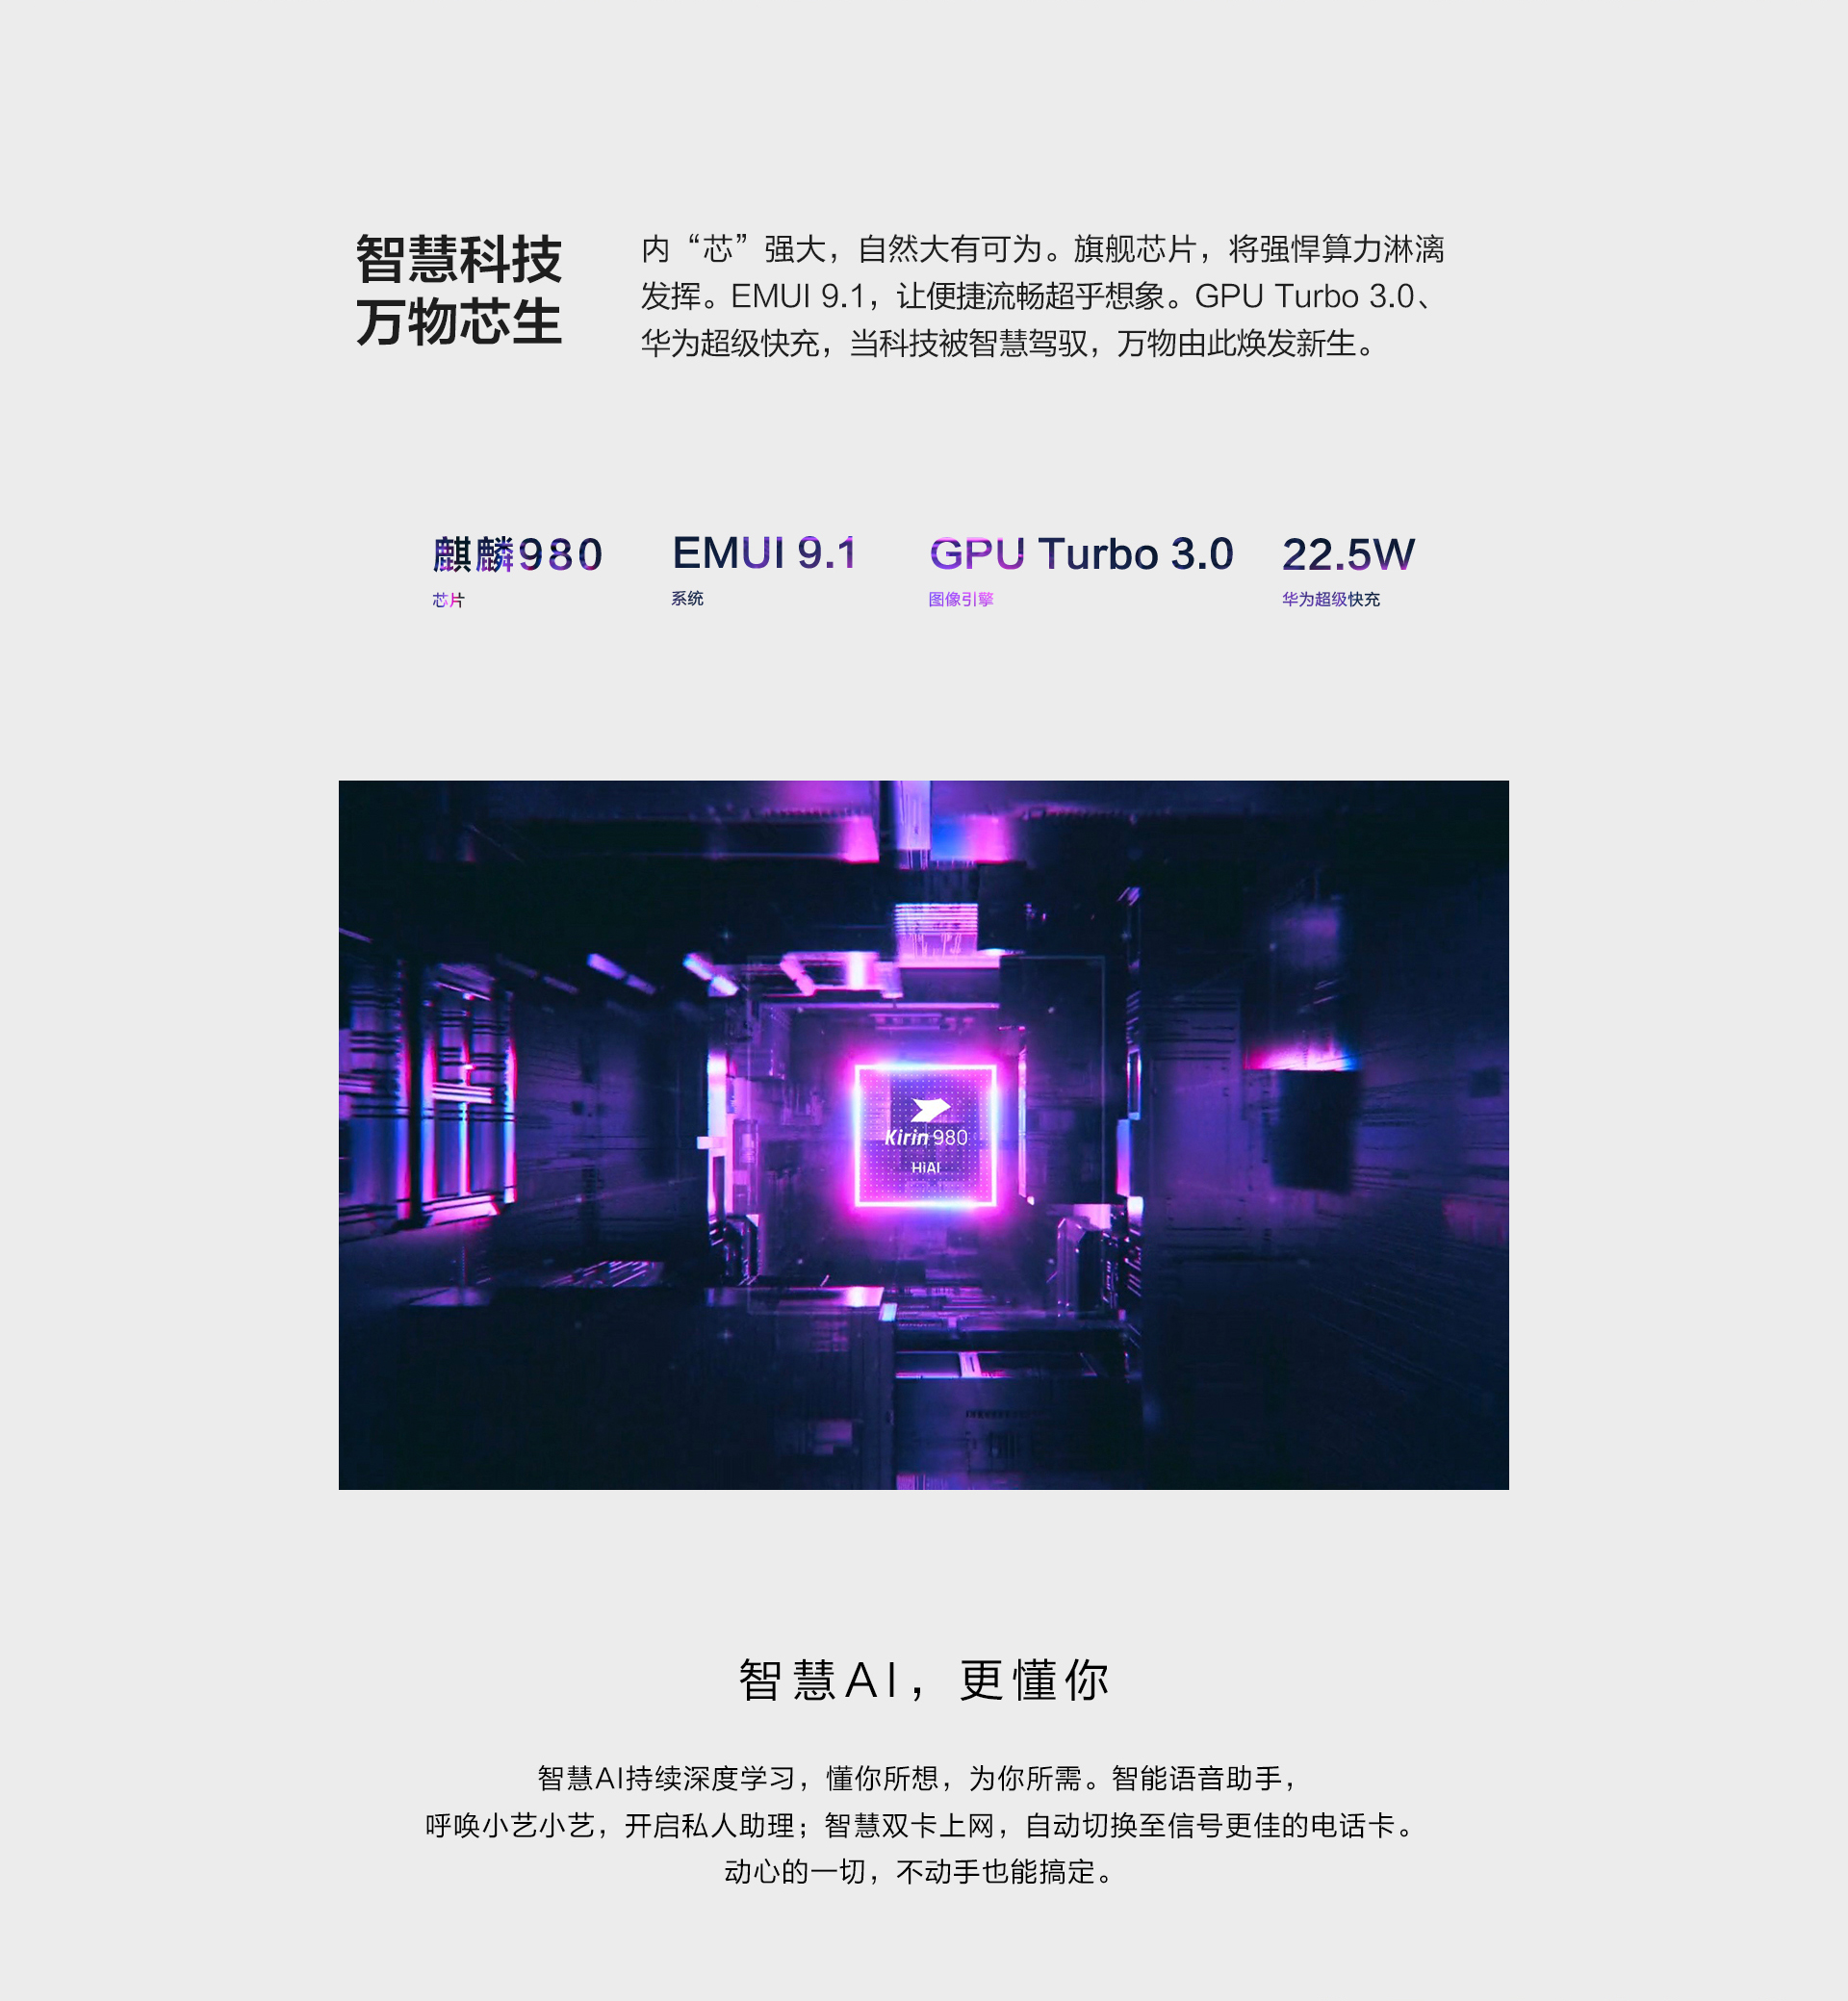 智慧科技
万物芯生
内“芯”强大，自然大有可为。旗舰芯片，将强悍算力淋漓
发挥。EMUI 9.1，让便捷流畅超乎想象。GPU Turbo 3.0、
华为超级快充，当科技被智慧驾驭，万物由此焕发新生。
麒麟980
芯片
EMUI 9.1
系统
GPU Turbo 3.0
图像引擎
22.5W
华为超级快充
Kirin 980
HiAI
智慧AI，更懂你
智慧AI持续深度学习，懂你所想，为你所需。智能语音助手，
呼唤小艺小艺，开启私人助理；智慧双卡上网，自动切换至信号更佳的电话卡。
动心的一切，不动手也能搞定。